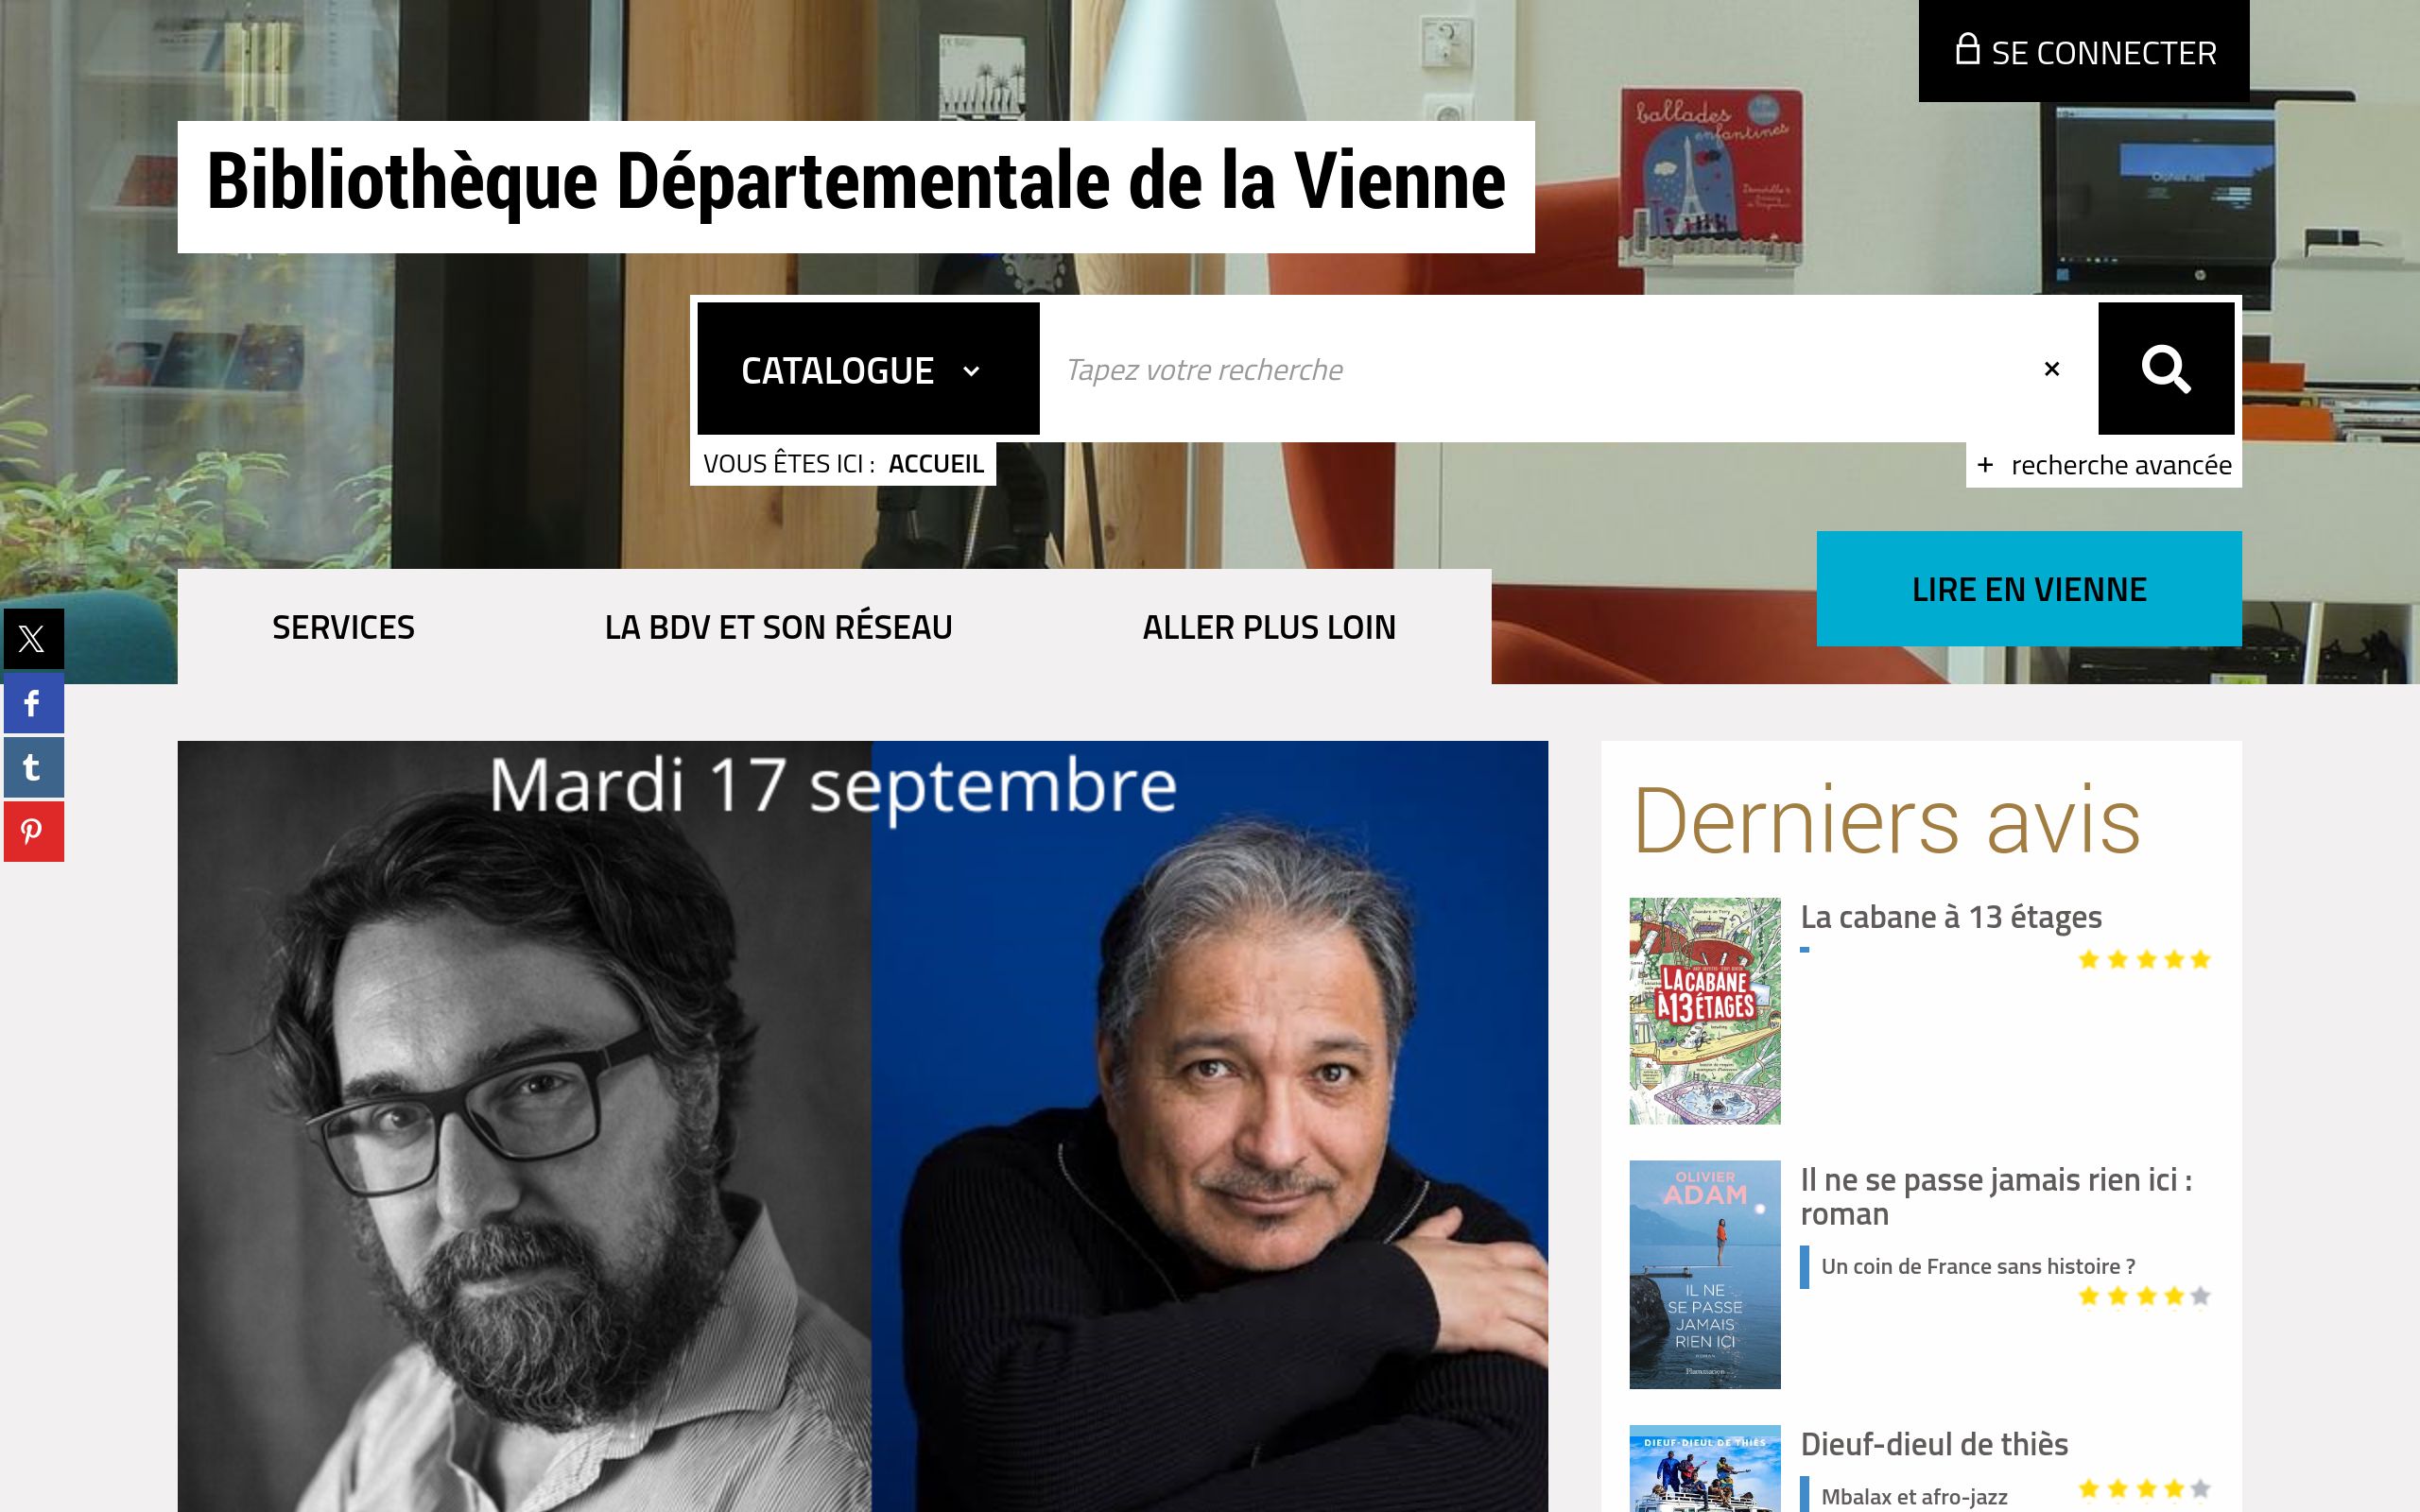 SE CONNECTER
ballades
enfantines
Bibliothèque Départementale de la Vienne
CATALOGUE
Tapez votre recherche
×
VOUS ÊTES ICI : ACCUEIL
+ recherche avancée
LIRE EN VIENNE
SERVICES
LA BDV ET SON RÉSEAU
ALLER PLUS LOIN
Mardi 17 septembre
Derniers avis
La cabane à 13 étages
LA CABANE
À 13 ÉTAGES
Il ne se passe jamais rien ici :
roman
Un coin de France sans histoire ?
OLIVIER
ADAM
IL NE
SE PASSE
JAMAIS
RIEN ICI
Flammarion
Dieuf-dieul de thiès
Mbalax et afro-jazz
DIEUF-DIEUL DE THIÈS